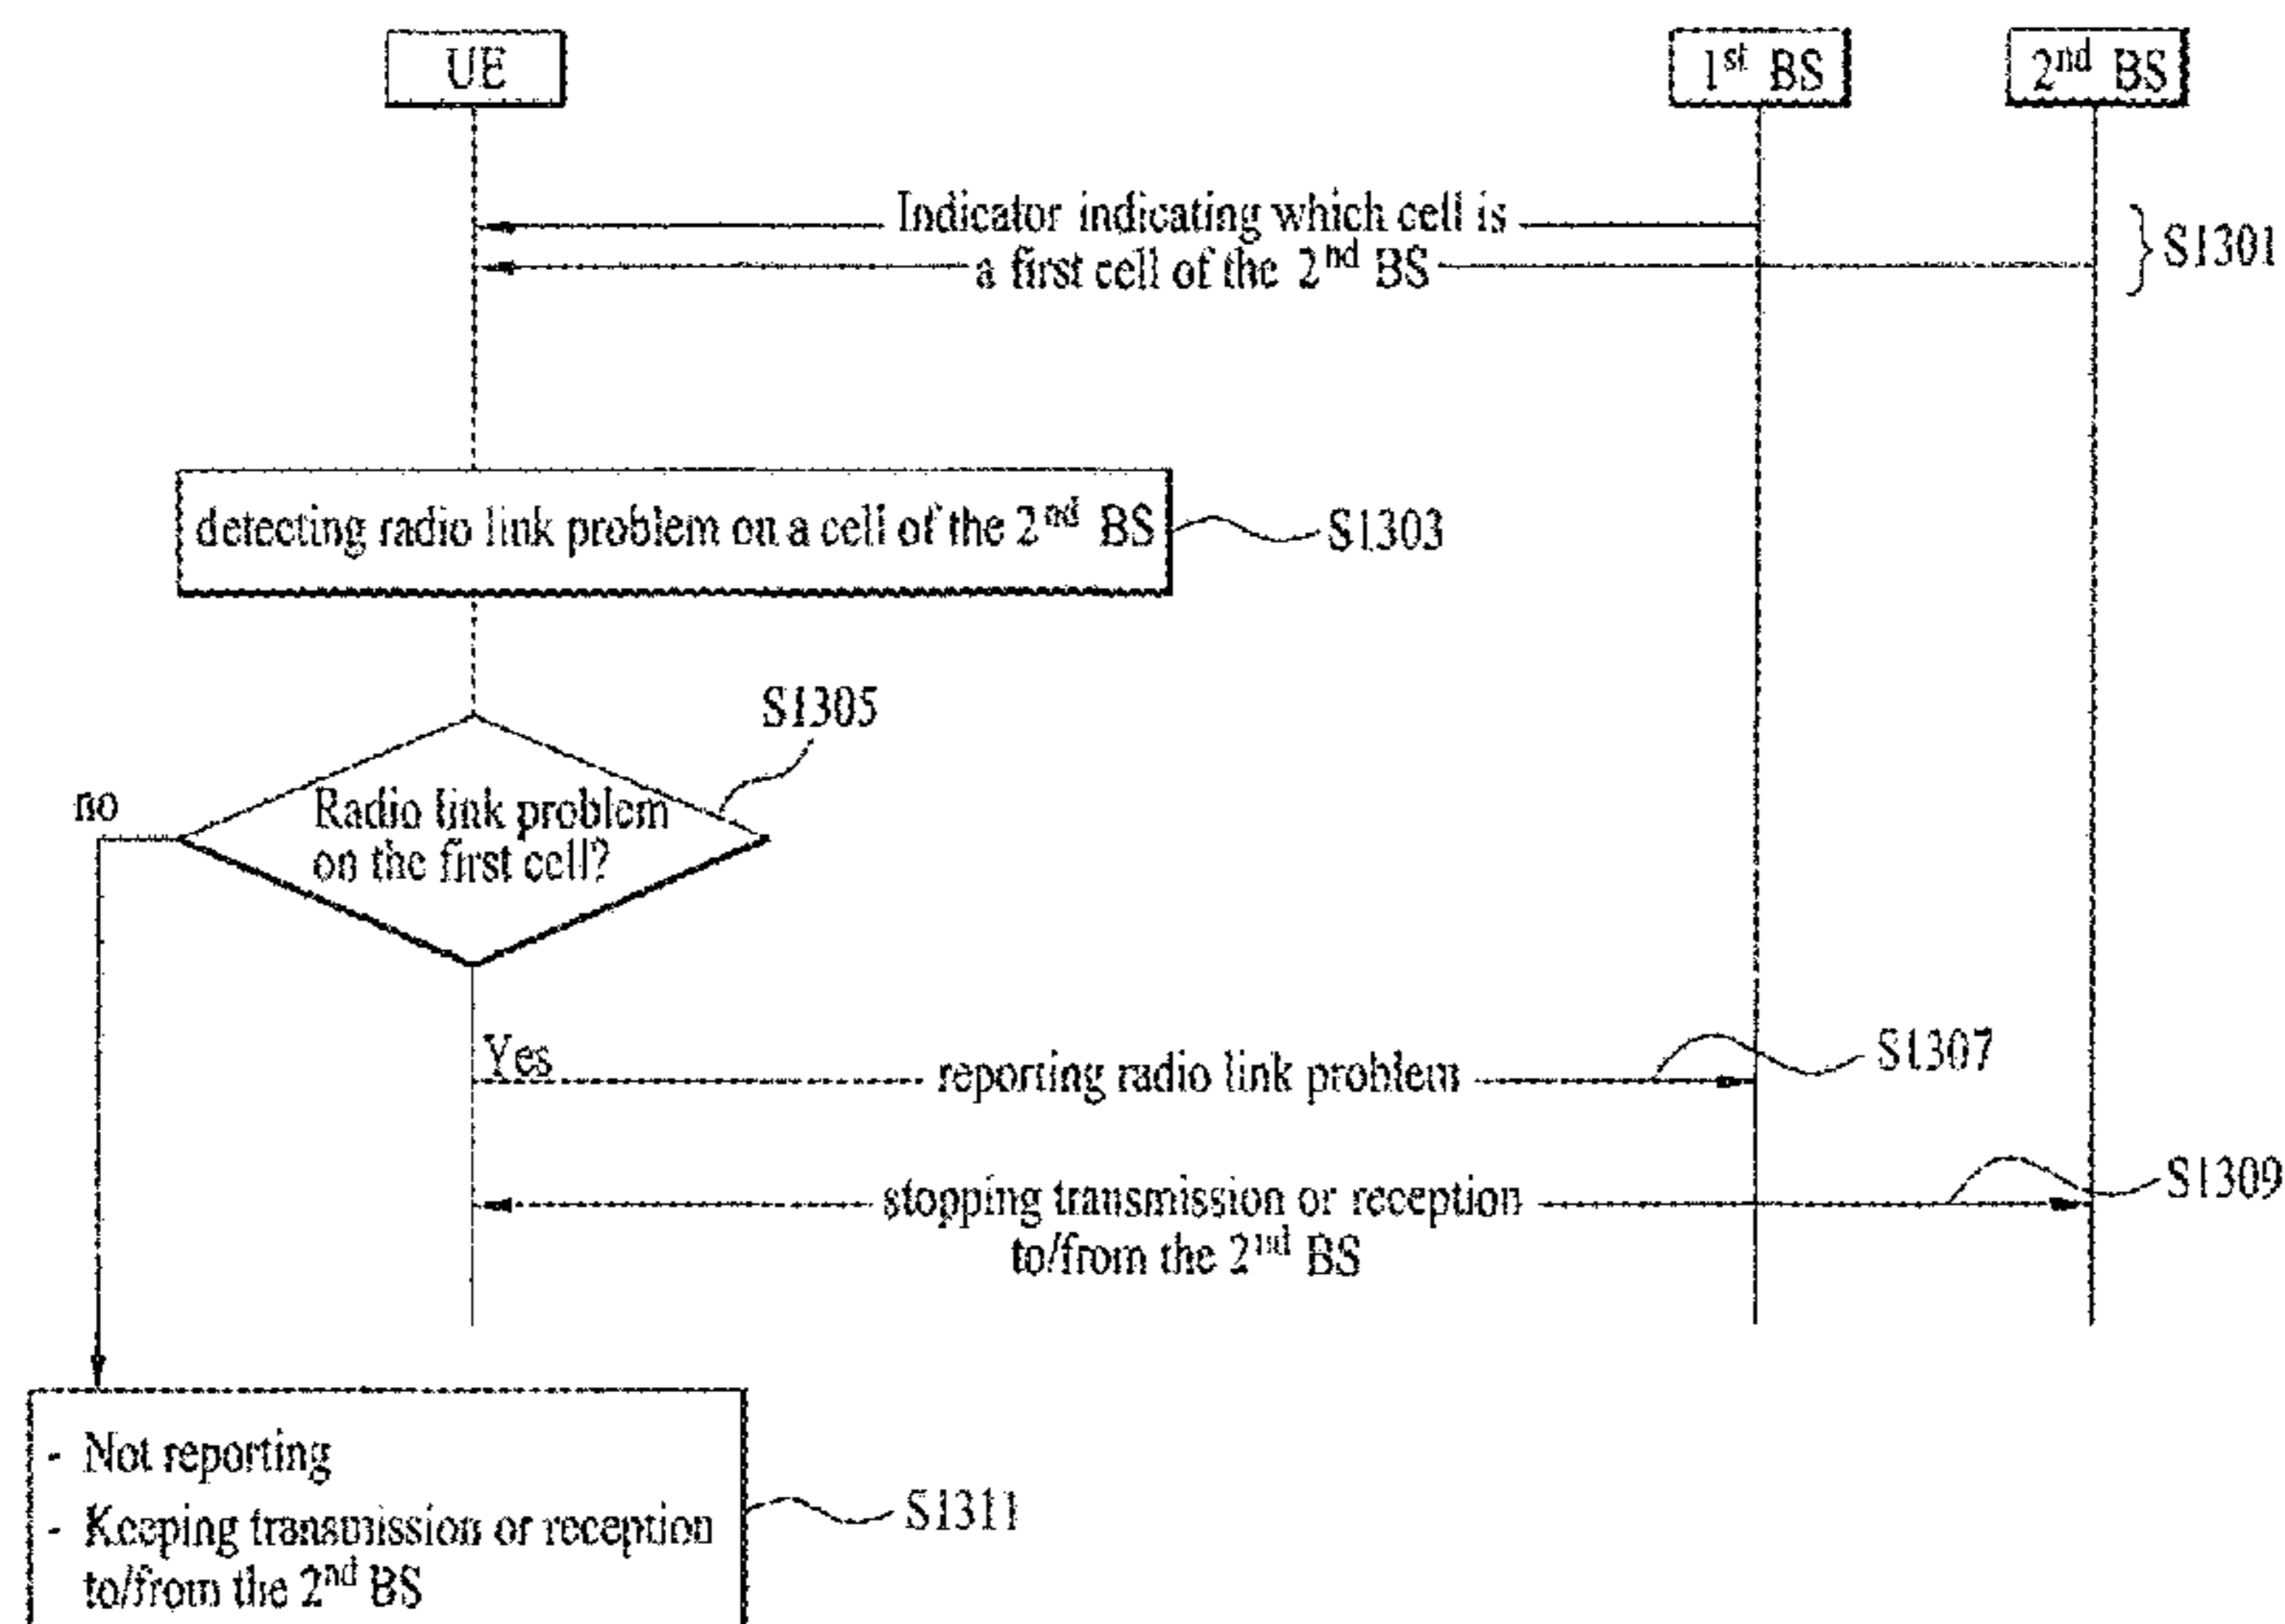 UE
1st BS
2nd BS
Indicator indicating which cell is
a first cell of the 2nd BS
S1301
detecting radio link problem on a cell of the 2nd BS
S1303
S1305
no
Radio link problem
on the first cell?
Yes
reporting radio link problem
S1307
stopping transmission or reception
to/from the 2nd BS
S1309
- Not reporting
- Keeping transmission or reception
to/from the 2nd BS
S1311